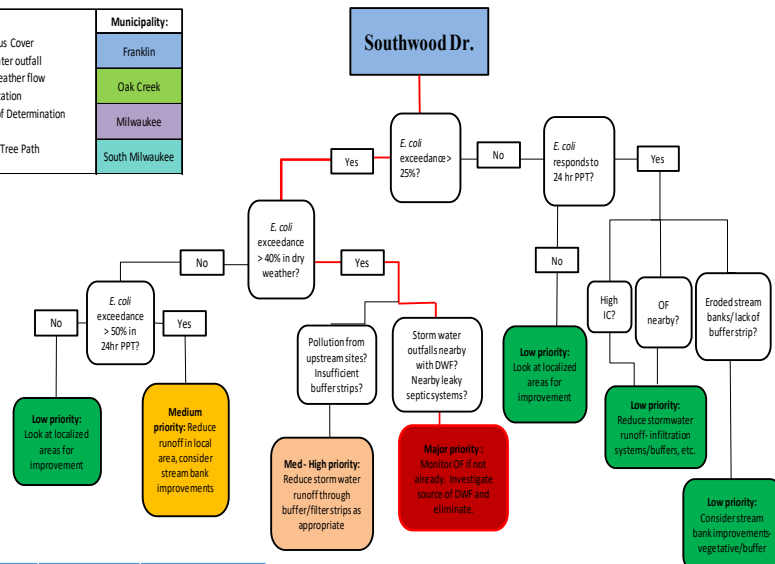 Municipality:
us Cover
ter outfall
eather flow
tation
of Determination
Tree Path
Franklin
Oak Creek
Milwaukee
South Milwaukee
Southwood Dr.
E. coli
exceedance >
25%?
No
Yes
E. coli
responds to
24 hr PPT?
Yes
No
E. coli
exceedance
> 40% in dry
weather?
No
Yes
E. coli
exceedance
> 50% in
24hr PPT?
No
Yes
Pollution from
upstream sites?
Insufficient
buffer strips?
Storm water
outfalls nearby
with DWF?
Nearby leaky
septic systems?
High
IC?
OF
nearby?
Eroded stream
banks/ lack of
buffer strip?
Low priority:
Look at localized
areas for
improvement
Medium
priority: Reduce
runoff in local
area, consider
stream bank
improvements
Med - High priority:
Reduce storm water
runoff through
buffer/filter strips as
appropriate
Major priority :
Monitor OF if not
already. Investigate
source of DWF and
eliminate.
Low priority:
Look at localized
areas for
improvement
Low priority:
Reduce stormwater
runoff- infiltration
systems/buffers, etc.
Low priority:
Consider stream
bank improvements-
vegetative/buffer